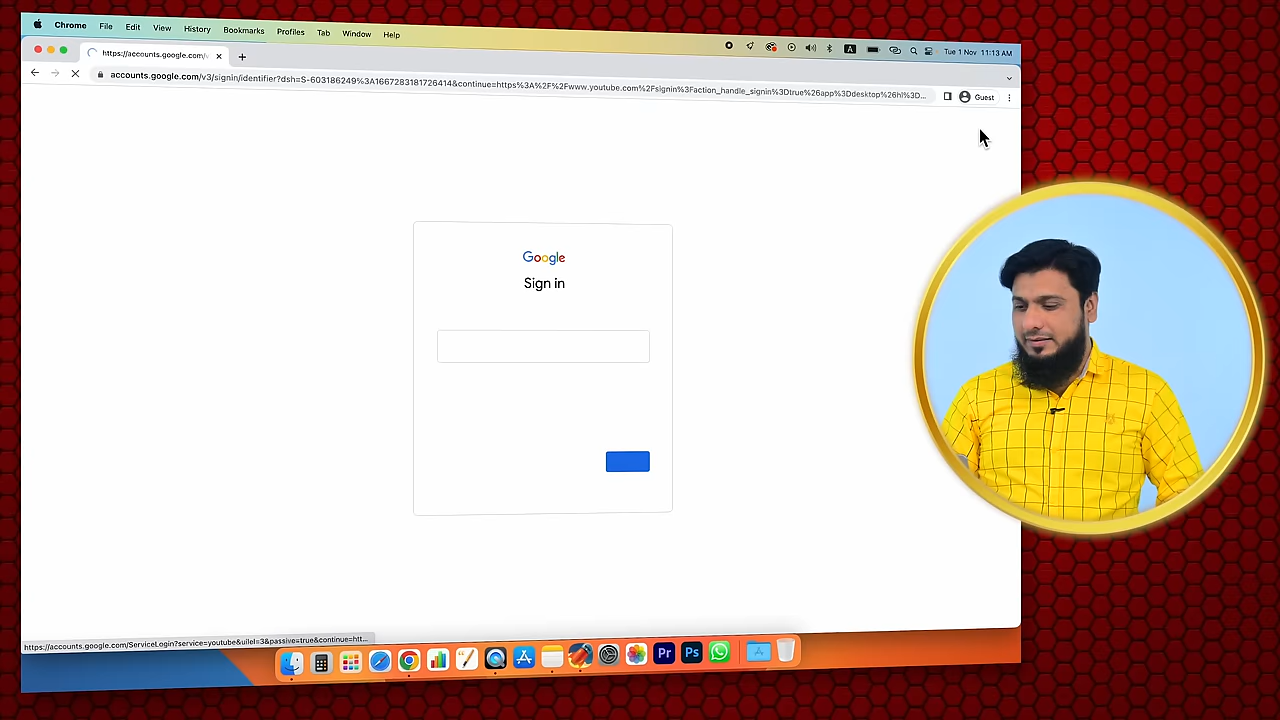 Chrome File Edit View History Bookmarks Profiles Tab Window Help
A Tue 1 Nov 11:13 AM
https://accounts.google.com/v
accounts.google.com/v3/signin/identifier?dsh=S-603186249%3A1667283181726414&continue=https%3A%2F%2Fwww.youtube.com%2Fsignin%3Faction_handle_signin%3Dtrue%26app%3Ddesktop%26hl%3D...
Guest
Google
Sign in
https://accounts.google.com/ServiceLogin?service=youtube&uilel=3&passive=true&continue=htt...
Pr Ps